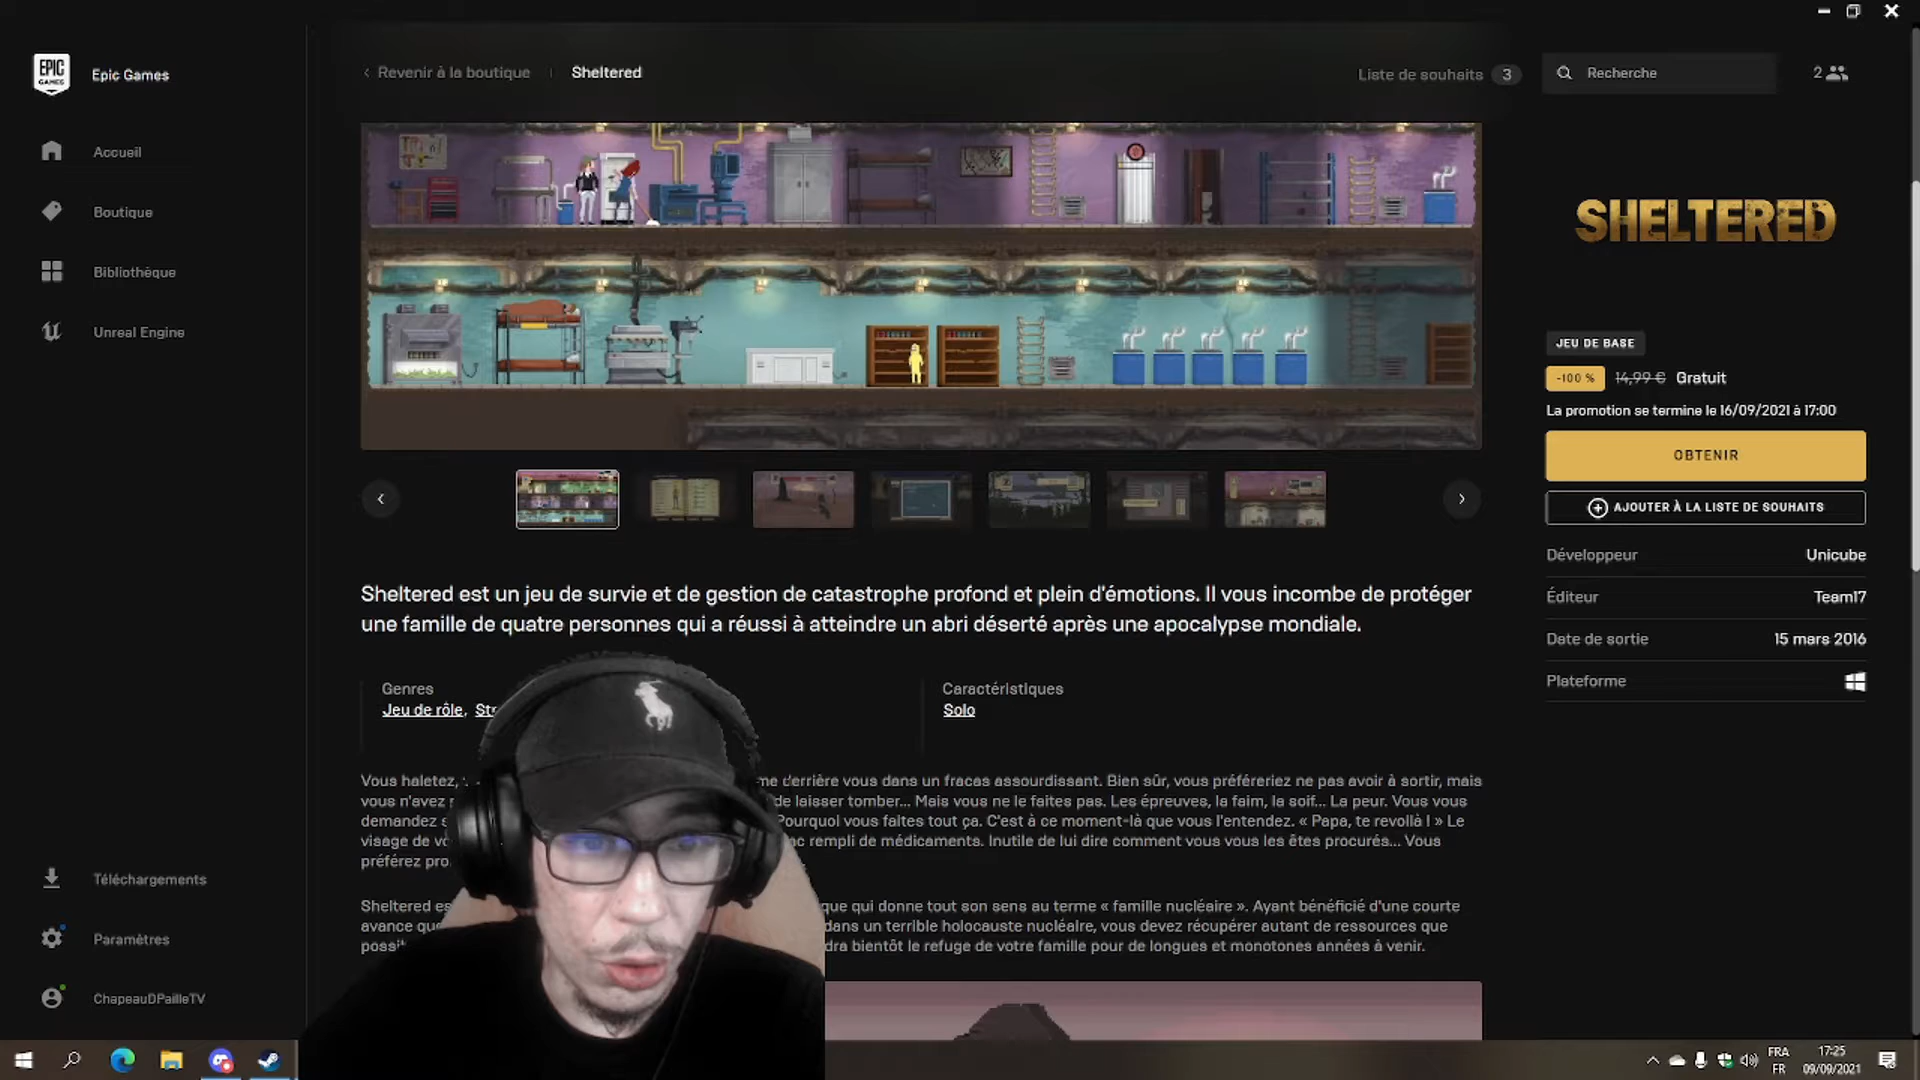 EPIC
GAMES
Epic Games
Revenir à la boutique
Sheltered
Liste de souhaits 3
Recherche
2
Accueil
Boutique
Bibliothèque
Unreal Engine
SHELTERED
JEU DE BASE
-100 % 14,99 € Gratuit
La promotion se termine le 16/09/2021 à 17:00
OBTENIR
AJOUTER À LA LISTE DE SOUHAITS
Développeur Unicube
Éditeur Team17
Date de sortie 15 mars 2016
Plateforme
Sheltered est un jeu de survie et de gestion de catastrophe profond et plein d'émotions. Il vous incombe de protéger
une famille de quatre personnes qui a réussi à atteindre un abri déserté après une apocalypse mondiale.
Genres
Jeu de rôle,
Caractéristiques
Solo
Vous haletez, derrière vous dans un fracas assourdissant. Bien sûr, vous préféreriez ne pas avoir à sortir, mais
vous n'avez de laisser tomber... Mais vous ne le faites pas. Les épreuves, la faim, la soif... La peur. Vous vous
demandez Pourquoi vous faites tout ça. C'est à ce moment-là que vous l'entendez. « Papa, te revoilà ! » Le
visage de rempli de médicaments. Inutile de lui dire comment vous vous les êtes procurés... Vous
préférez
Sheltered que qui donne tout son sens au terme « famille nucléaire ». Ayant bénéficié d'une courte
avance dans un terrible holocauste nucléaire, vous devez récupérer autant de ressources que
bientôt le refuge de votre famille pour de longues et monotones années à venir.
Téléchargements
Paramètres
ChapeauDPailleTV
FRA
FR
17:25
09/09/2021